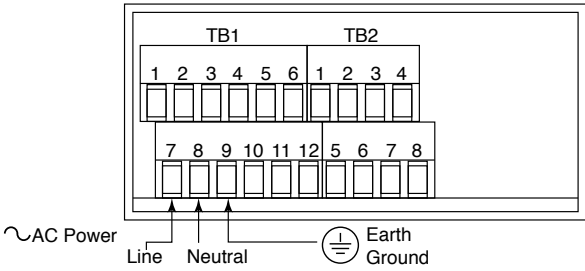 TB1 TB2
1 2 3 4 5 6 1 2 3 4
7 8 9 10 11 12 5 6 7 8
AC Power
Line Neutral
Earth
Ground